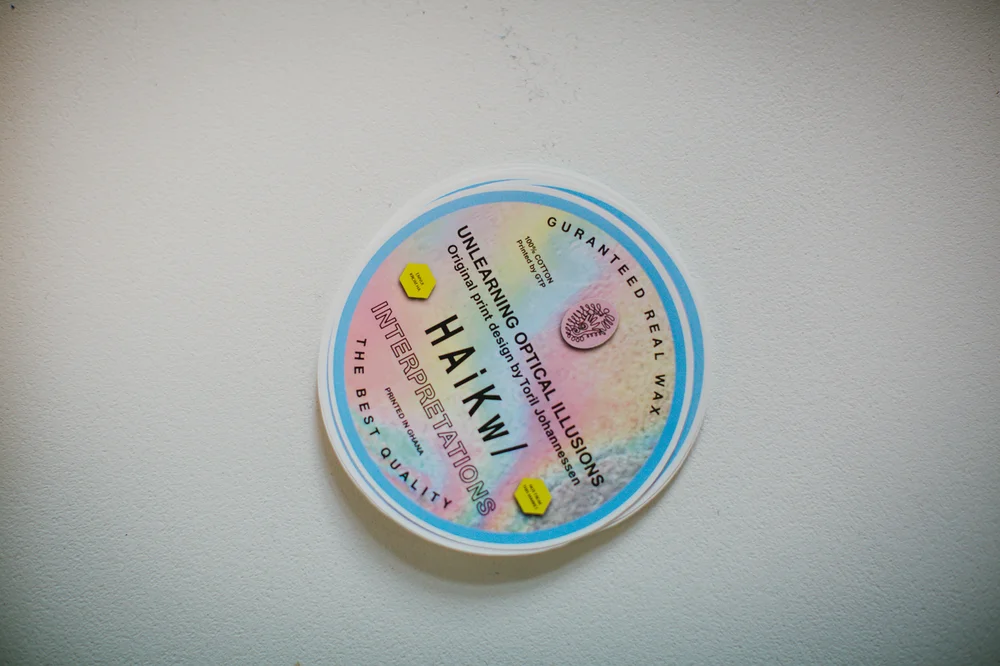 GURANTEED REAL WAX
100% COTTON
Printed by GTP
UNLEARNING OPTICAL ILLUSIONS
Original print design by Toril Johannessen
HAiKw/
INTERPRETATIONS
PRINTED IN GHANA
THE BEST QUALITY